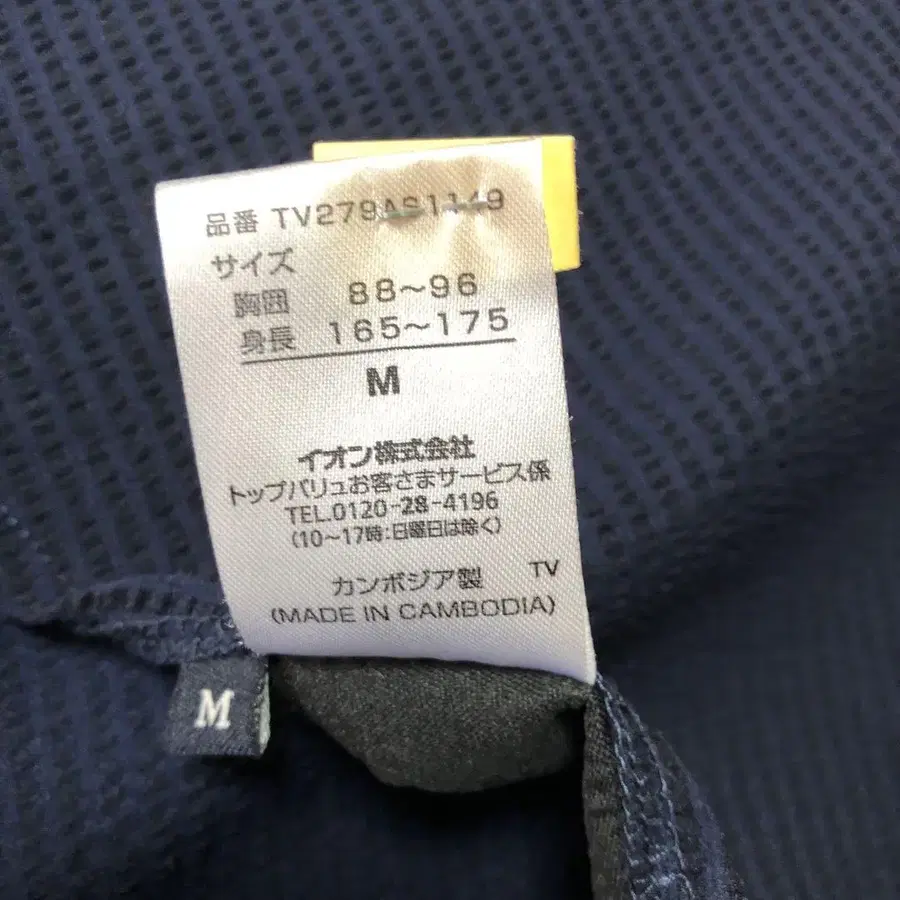 品番 TV279AS1149
サイズ
胸囲 88～96
身長 165～175
M
イオン株式会社
トップバリュお客さまサービス係
TEL.0120-28-4196
(10～17時:日曜日は除く)
カンボジア製 TV
(MADE IN CAMBODIA)
M